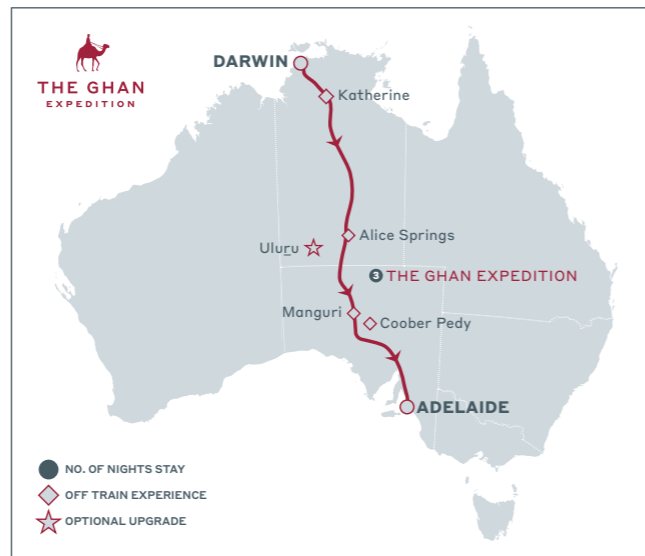 THE GHAN
EXPEDITION
DARWIN
Katherine
Alice Springs
Uluṟu
3 THE GHAN EXPEDITION
Manguri
Coober Pedy
ADELAIDE
NO. OF NIGHTS STAY
OFF TRAIN EXPERIENCE
OPTIONAL UPGRADE